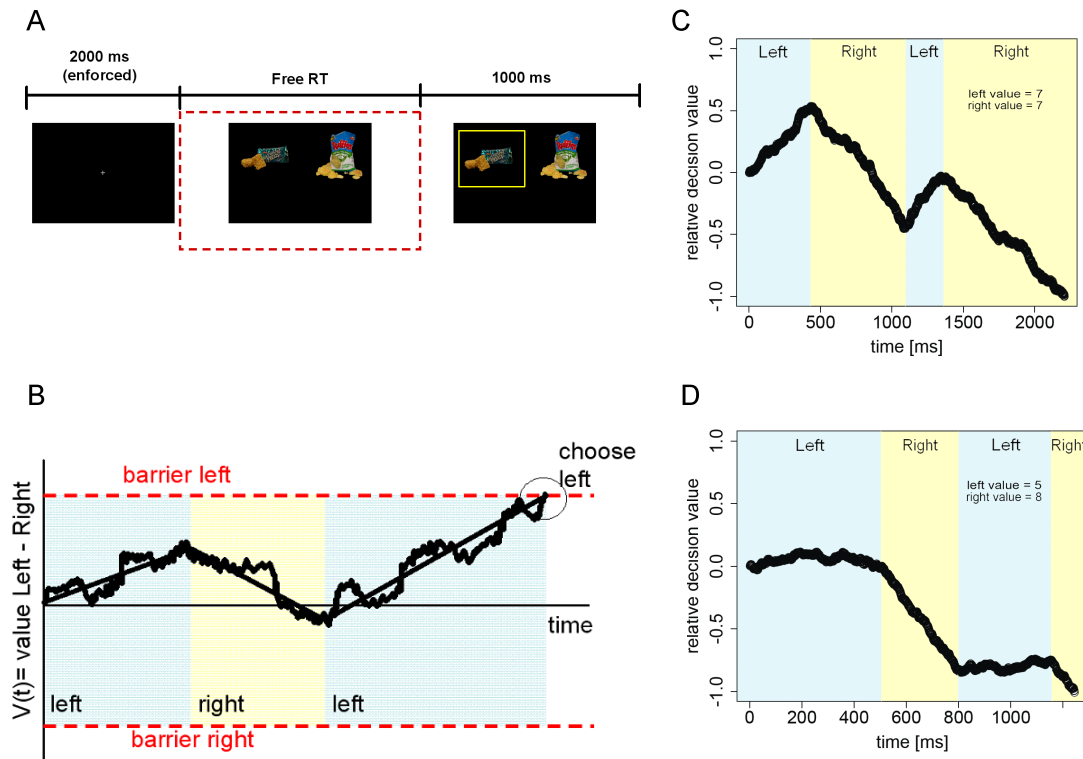 A
2000 ms
(enforced)
Free RT
1000 ms
B
V(t)= value Left - Right
barrier left
choose
left
time
left
right
left
barrier right
C
relative decision value
1.0
0.5
0.0
-0.5
-1.0
Left
Right
Left
Right
left value = 7
right value = 7
0
500
1000
1500
2000
time [ms]
D
relative decision value
1.0
0.5
0.0
-0.5
-1.0
Left
Right
Left
Right
left value = 5
right value = 8
0
200
400
600
800
1000
time [ms]